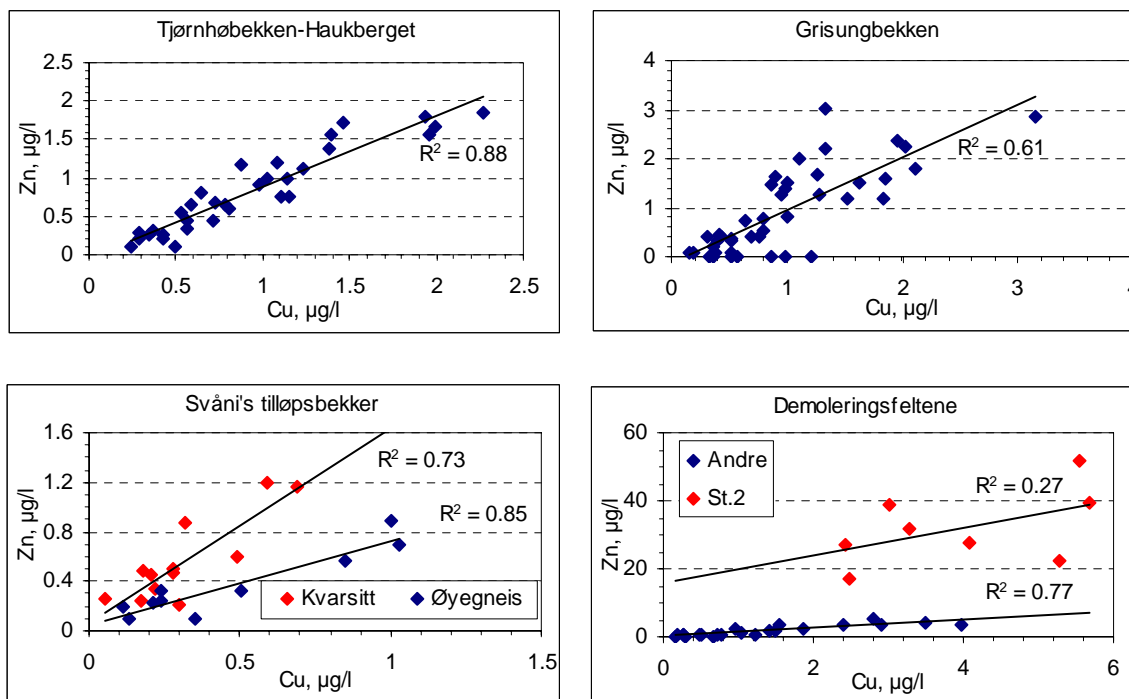 Tjørnhøbekken-Haukberget
2.5
2
1.5
1
0.5
0
Zn, µg/l
R² = 0.88
0 0.5 1 1.5 2 2.5
Cu, µg/l
Grisungbekken
4
3
2
1
0
Zn, µg/l
R² = 0.61
0 1 2 3 4
Cu, µg/l
Svåni's tilløpsbekker
1.6
1.2
0.8
0.4
0
Zn, µg/l
R² = 0.73
R² = 0.85
Kvarsitt Øyegneis
0 0.5 1 1.5
Cu, µg/l
Demoleringsfeltene
60
40
20
0
Zn, µg/l
Andre
St.2
R² = 0.27
R² = 0.77
0 2 4 6
Cu, µg/l